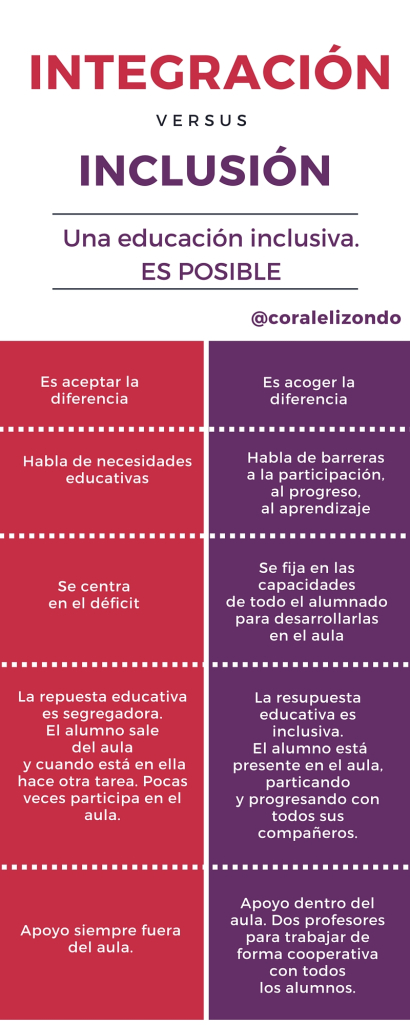 INTEGRACIÓN
VERSUS
INCLUSIÓN
Una educación inclusiva.
ES POSIBLE
@coralelizondo
Es aceptar la
diferencia
Es acoger la
diferencia
Habla de necesidades
educativas
Habla de barreras
a la participación,
al progreso,
al aprendizaje
Se centra
en el déficit
Se fija en las
capacidades
de todo el alumnado
para desarrollarlas
en el aula
La repuesta educativa
es segregadora.
El alumno sale
del aula
y cuando está en ella
hace otra tarea. Pocas
veces participa en el
aula.
La resupuesta
educativa es
inclusiva.
El alumno está
presente en el aula,
particando
y progresando con
todos sus
compañeros.
Apoyo siempre fuera
del aula.
Apoyo dentro del
aula. Dos profesores
para trabajar de
forma cooperativa
con todos
los alumnos.